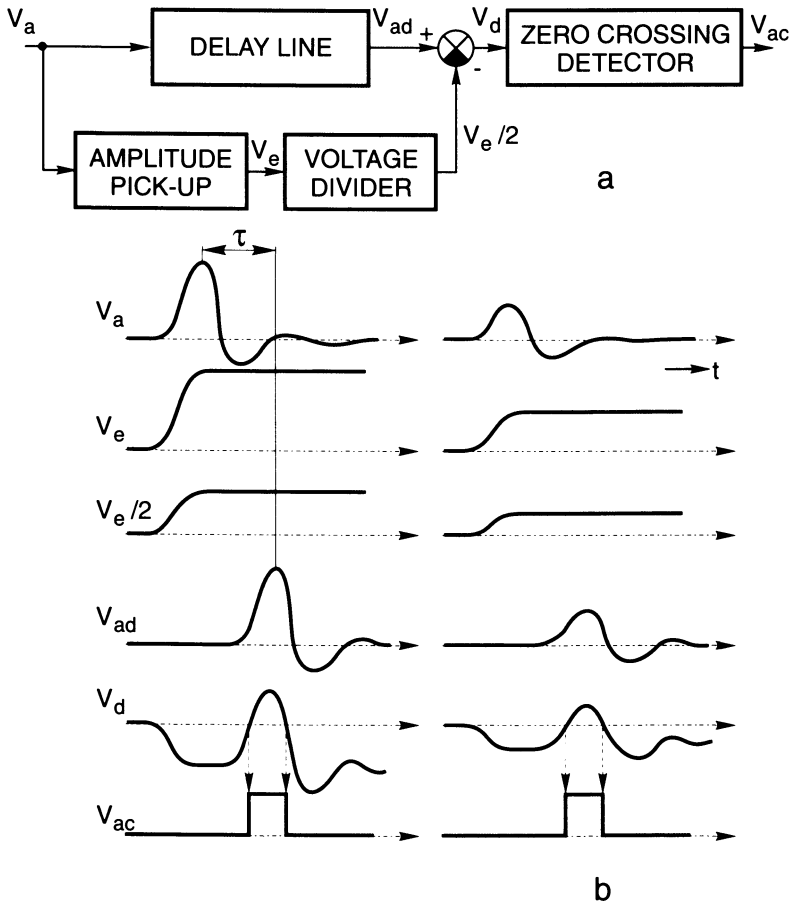 Va
DELAY LINE
Vad
+
-
Vd
ZERO CROSSING
DETECTOR
Vac
AMPLITUDE
PICK-UP
Ve
VOLTAGE
DIVIDER
Ve /2
a
τ
Va
t
Ve
Ve /2
Vad
Vd
Vac
b